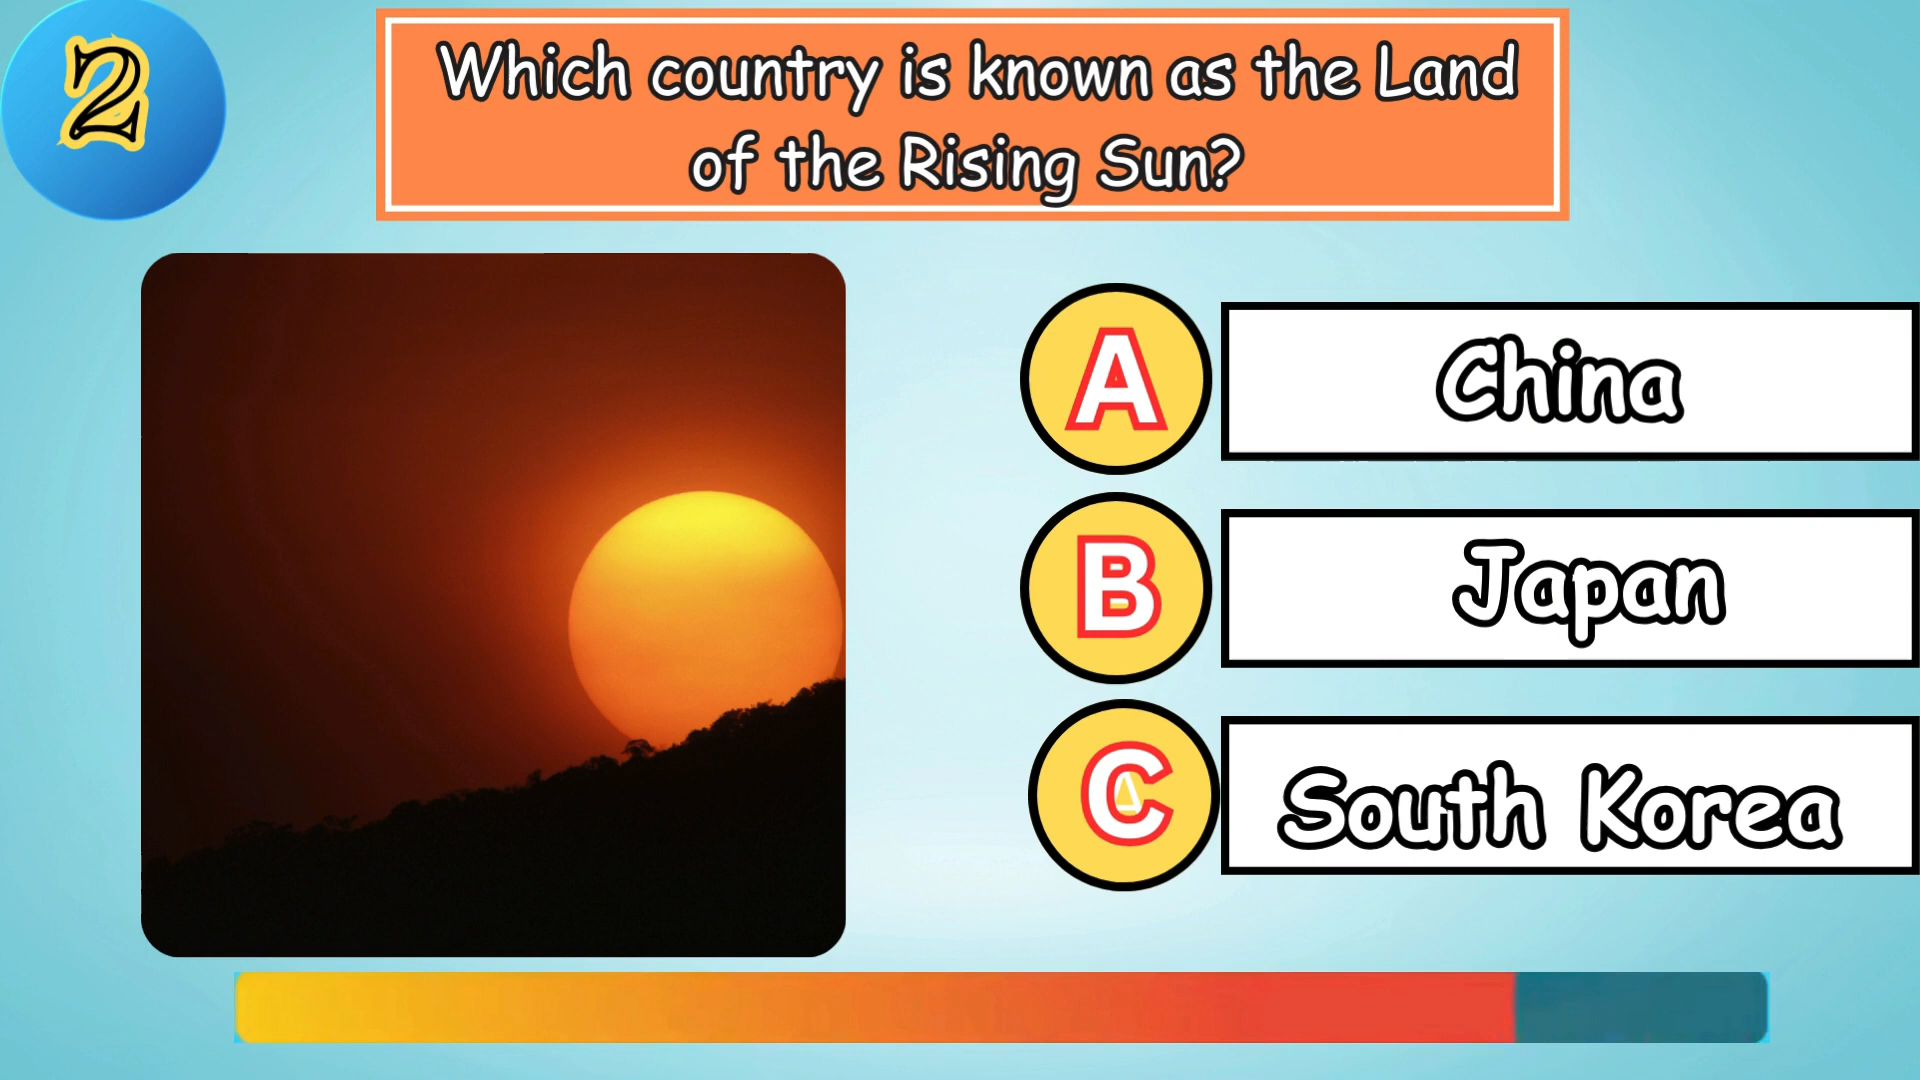 2
Which country is known as the Land
of the Rising Sun?
A
China
B
Japan
C
South Korea